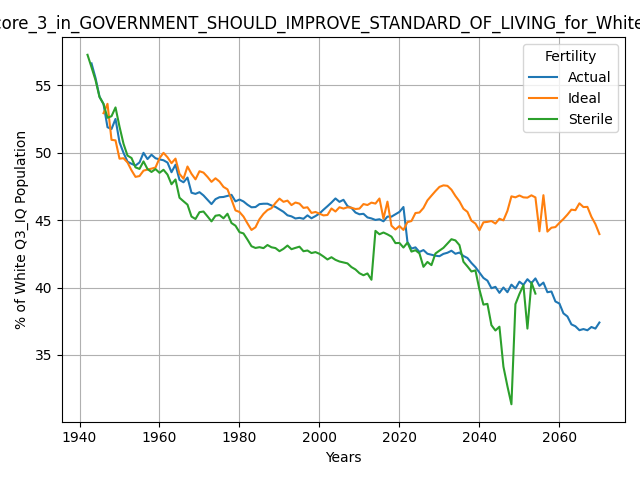 core_3_in_GOVERNMENT_SHOULD_IMPROVE_STANDARD_OF_LIVING_for_White
Fertility
Actual
Ideal
Sterile
% of White Q3_IQ Population
55
50
45
40
35
1940
1960
1980
2000
2020
2040
2060
Years